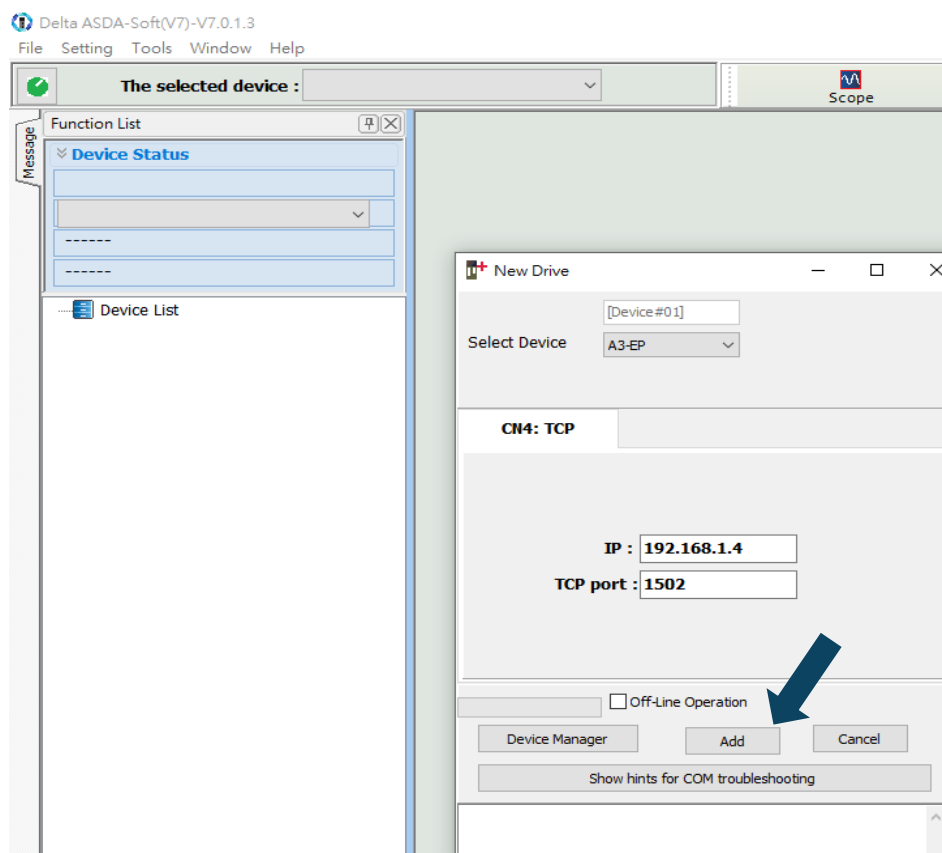 Delta ASDA-Soft(V7)-V7.0.1.3
File Setting Tools Window Help
The selected device :
Scope
Message
Function List
Device Status
------
------
Device List
New Drive
[Device#01]
Select Device A3-EP
CN4: TCP
IP : 192.168.1.4
TCP port : 1502
Off-Line Operation
Device Manager Add Cancel
Show hints for COM troubleshooting